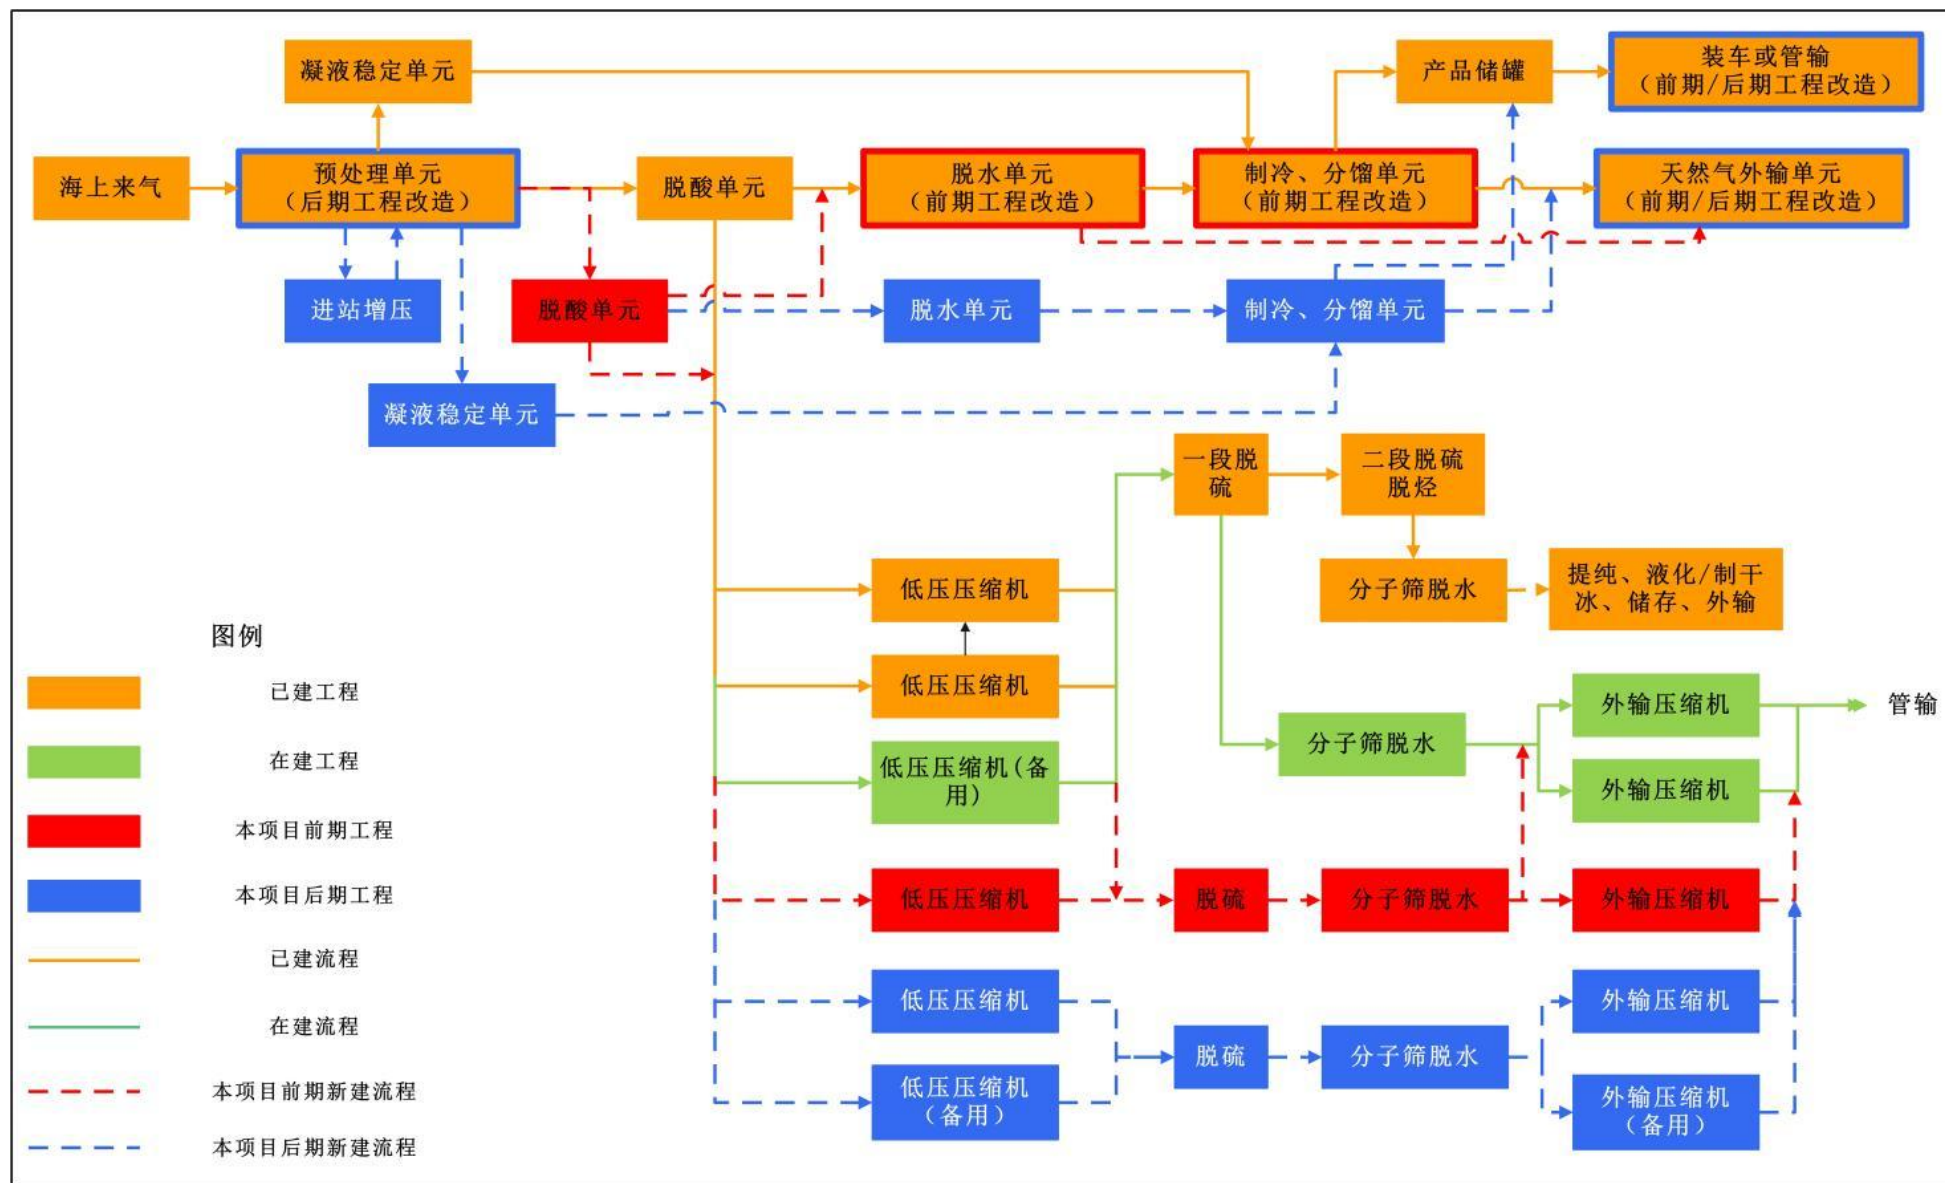 凝液稳定单元
产品储罐
装车或管输
（前期/后期工程改造）
海上来气
预处理单元
（后期工程改造）
脱酸单元
脱水单元
（前期工程改造）
制冷、分馏单元
（前期工程改造）
天然气外输单元
（前期/后期工程改造）
进站增压
脱酸单元
脱水单元
制冷、分馏单元
凝液稳定单元
一段脱
硫
二段脱硫
脱烃
低压压缩机
分子筛脱水
提纯、液化/制干
冰、储存、外输
低压压缩机
外输压缩机
管输
分子筛脱水
低压压缩机(备
用)
外输压缩机
低压压缩机
脱硫
分子筛脱水
外输压缩机
低压压缩机
外输压缩机
脱硫
分子筛脱水
低压压缩机
（备用）
外输压缩机
（备用）
图例
已建工程
在建工程
本项目前期工程
本项目后期工程
已建流程
在建流程
本项目前期新建流程
本项目后期新建流程